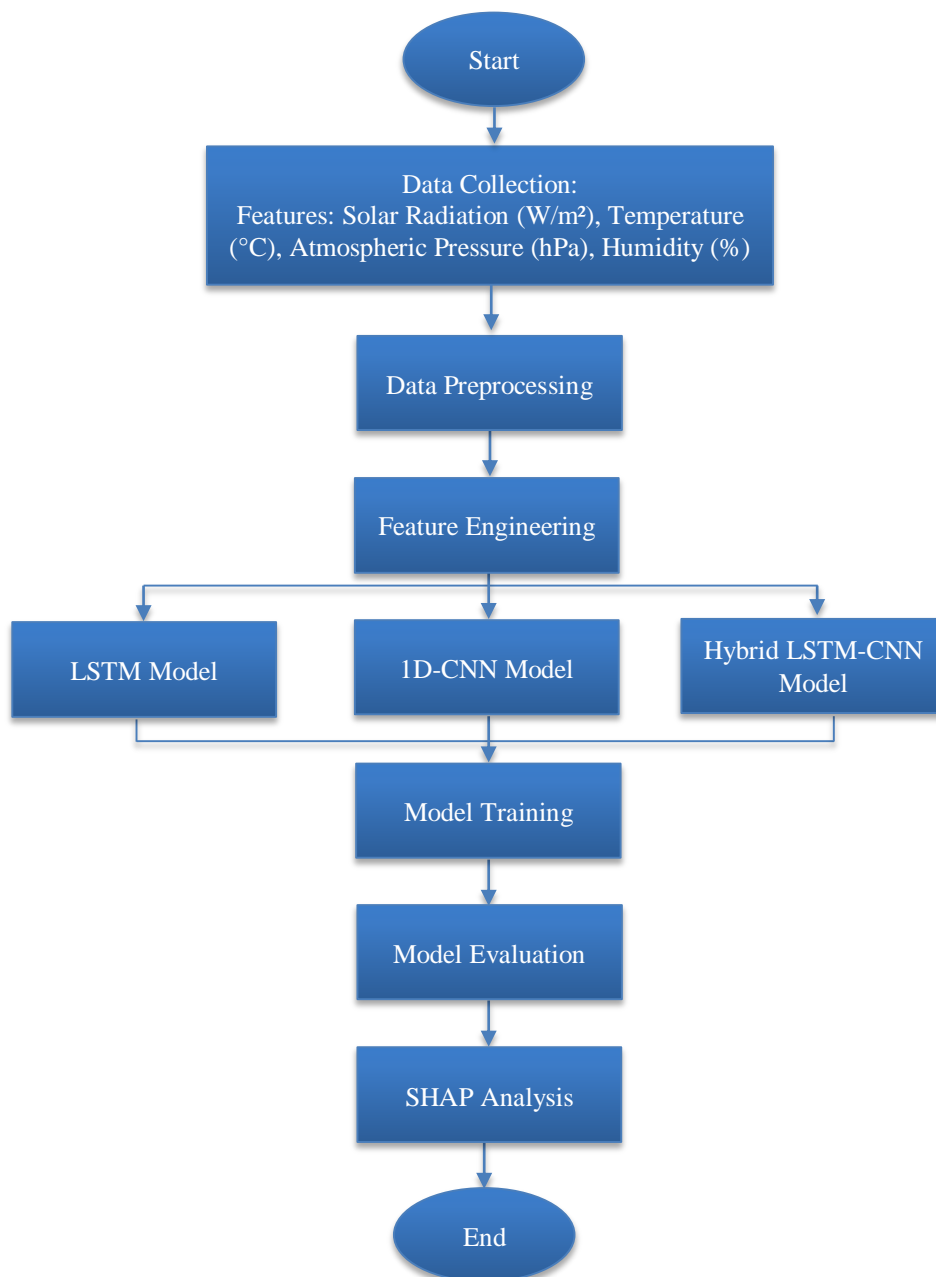 Start
Data Collection:
Features: Solar Radiation (W/m²), Temperature
(°C), Atmospheric Pressure (hPa), Humidity (%)
Data Preprocessing
Feature Engineering
LSTM Model
1D-CNN Model
Hybrid LSTM-CNN
Model
Model Training
Model Evaluation
SHAP Analysis
End